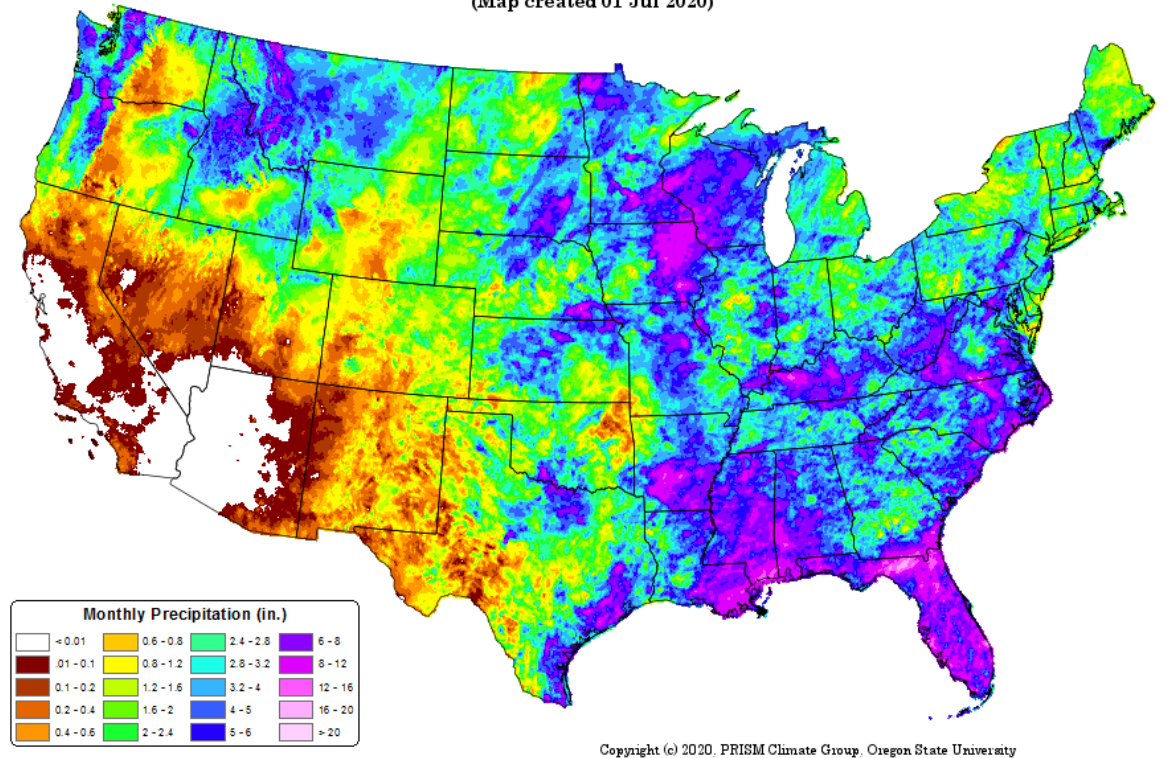 (Map created 01 Jul 2020)
Monthly Precipitation (in.)
< 0.01 0.6 - 0.8 2.4 - 2.8 6 - 8
.01 - 0.1 0.8 - 1.2 2.8 - 3.2 8 - 12
0.1 - 0.2 1.2 - 1.6 3.2 - 4 12 - 16
0.2 - 0.4 1.6 - 2 4 - 5 16 - 20
0.4 - 0.6 2 - 2.4 5 - 6 > 20
Copyright (c) 2020, PRISM Climate Group, Oregon State University